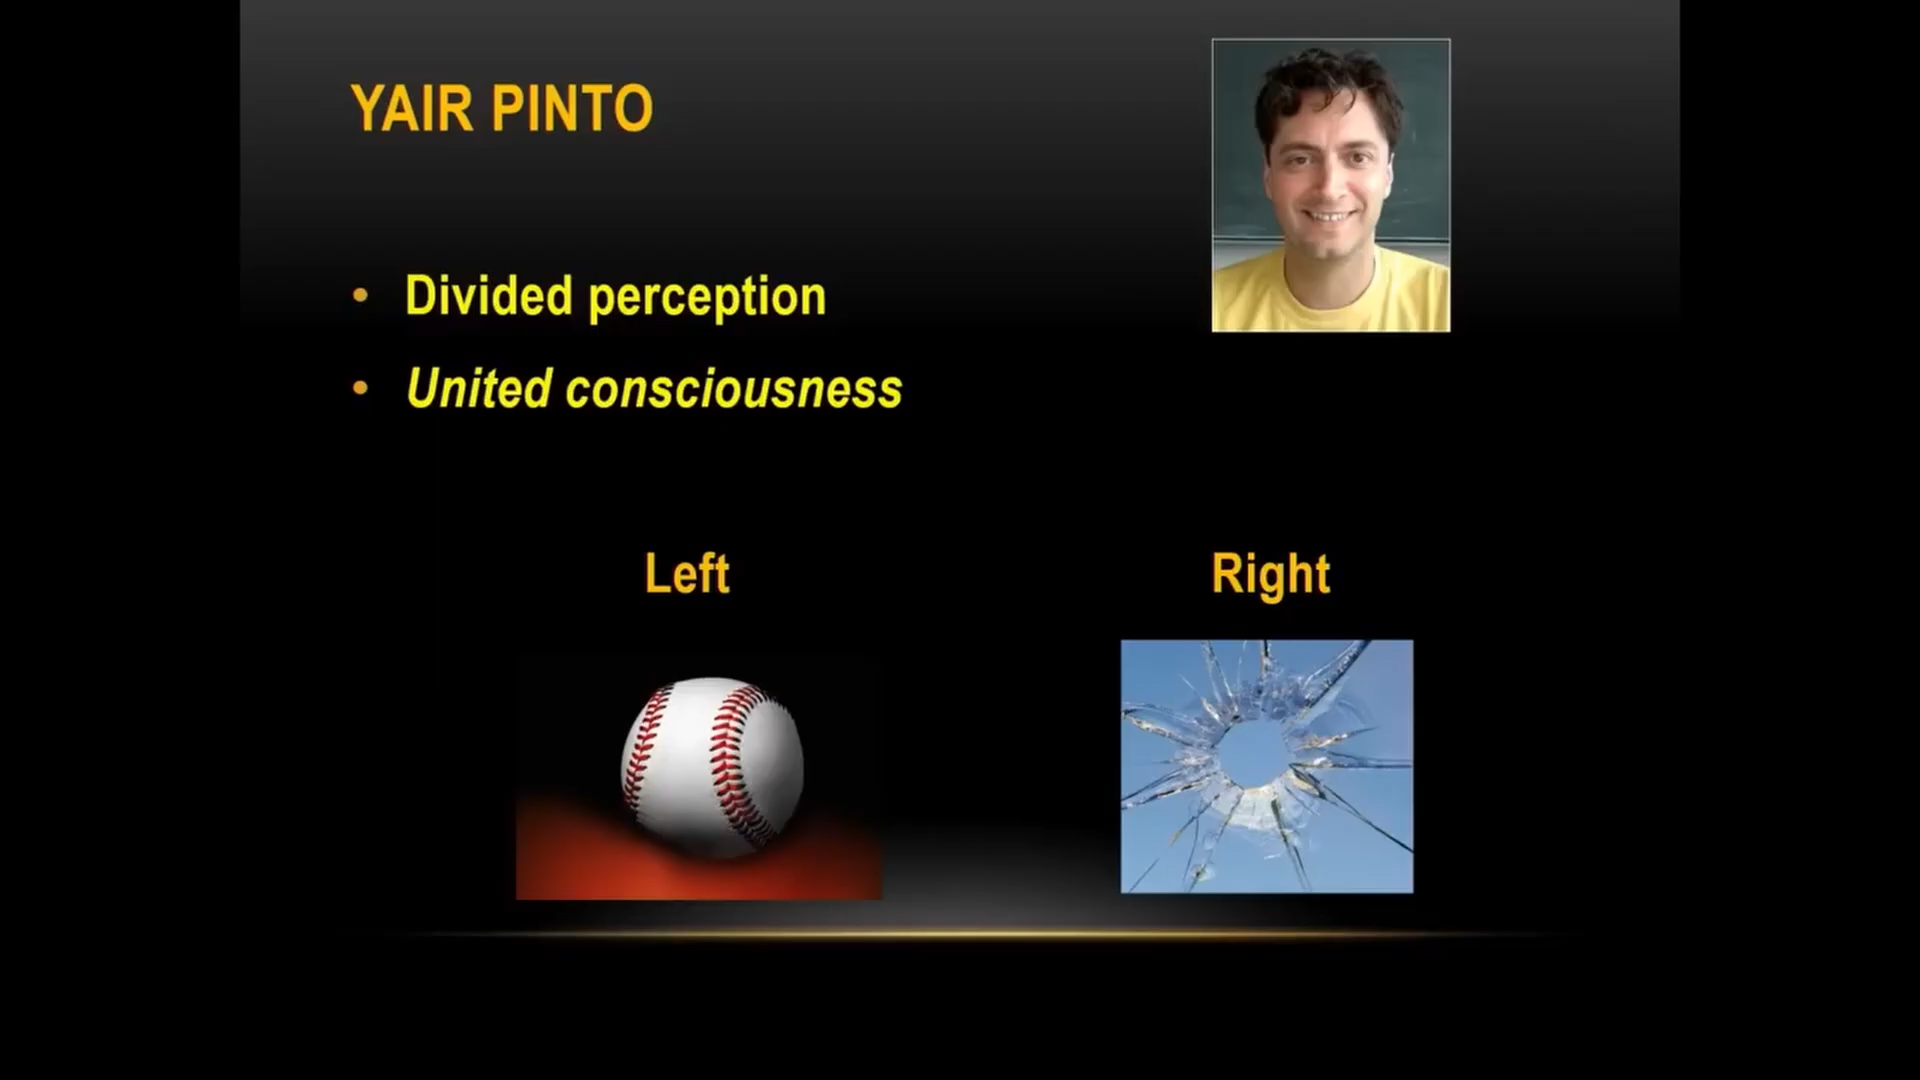 YAIR PINTO
• Divided perception
• United consciousness
Left
Right